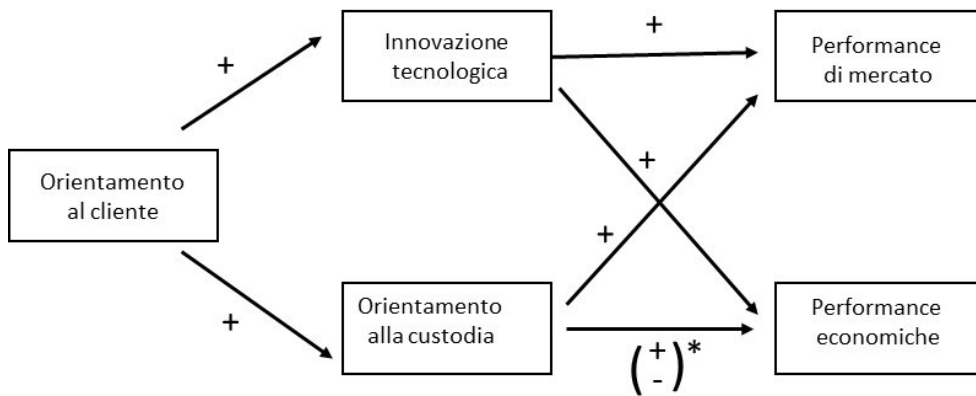 Innovazione
tecnologica
+
Performance
di mercato
+
+
Orientamento
al cliente
+
+
Orientamento
alla custodia
Performance
economiche
(+
-)*